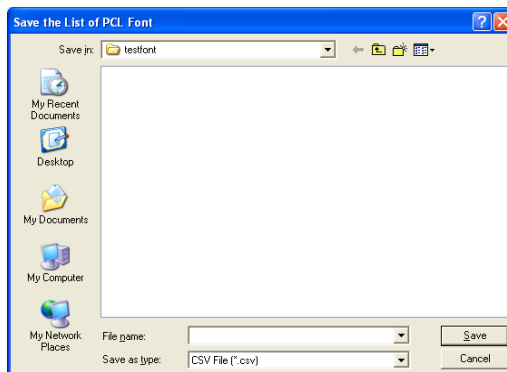 Save the List of PCL Font
Save in:
testfont
My Recent
Documents
Desktop
My Documents
My Computer
My Network
Places
File name:
Save
Save as type:
CSV File (*.csv)
Cancel